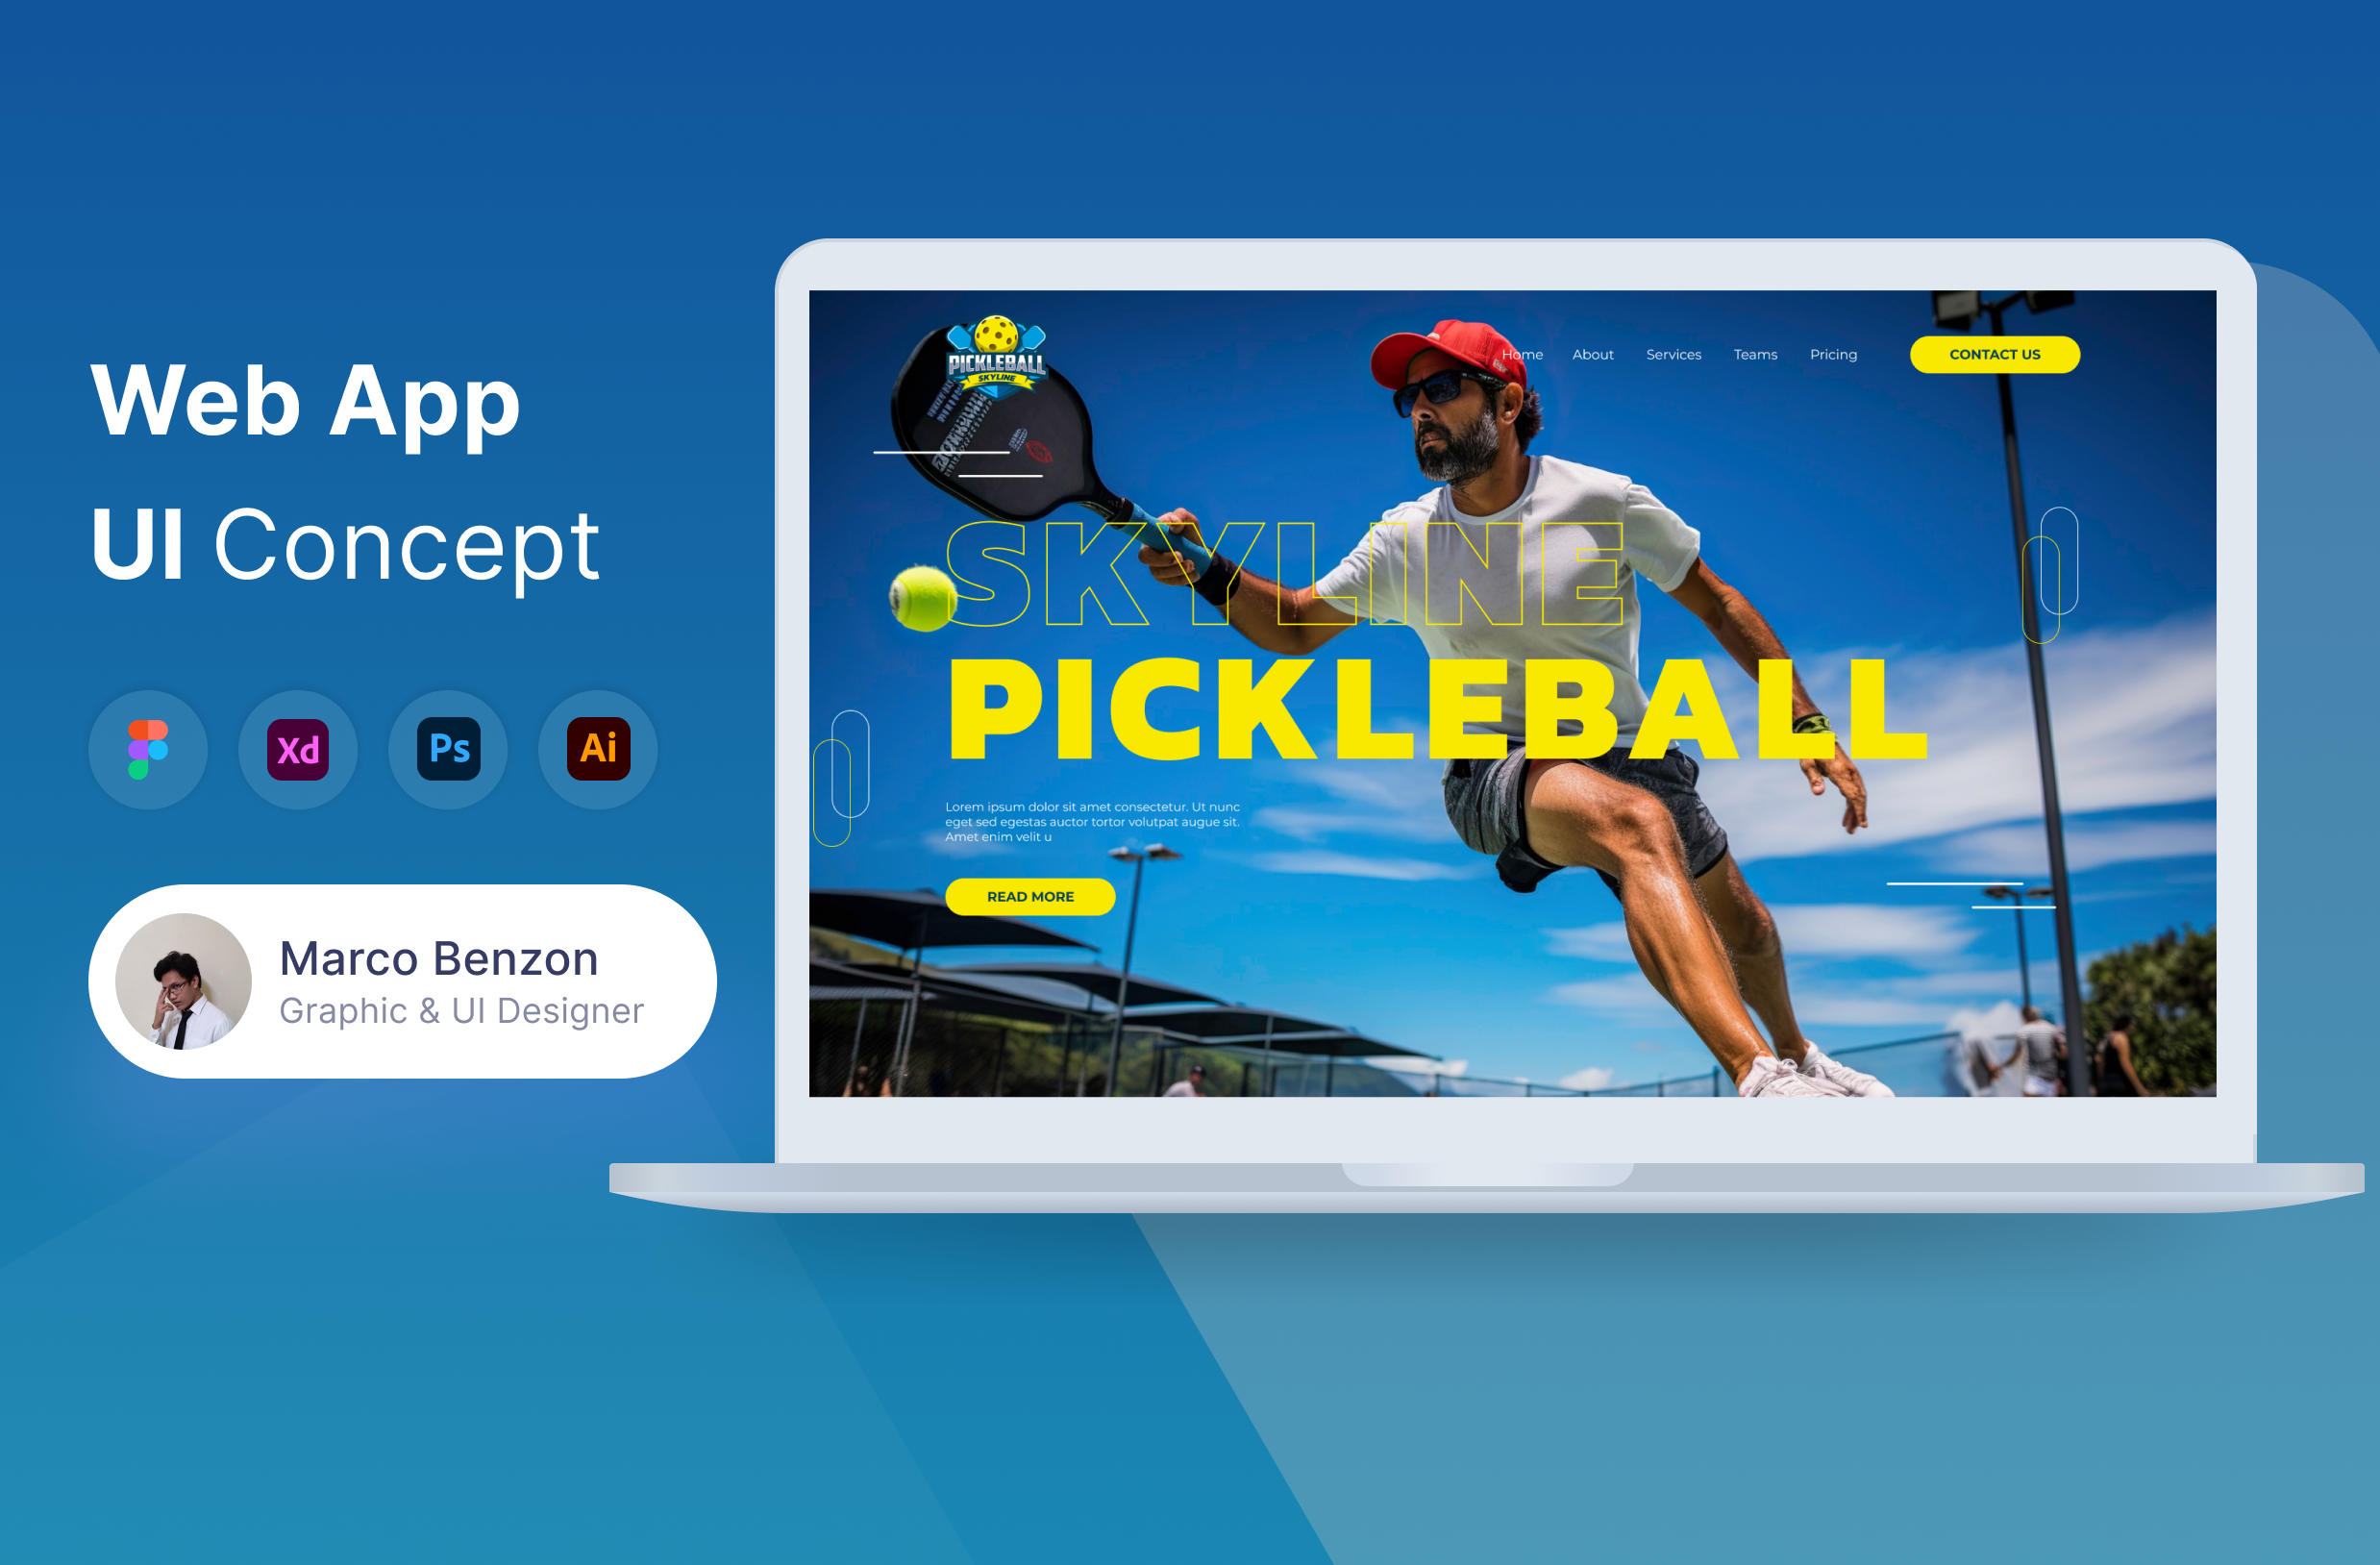 Web App
UI Concept
Xd
Ps
Ai
Marco Benzon
Graphic & UI Designer
PICKLEBALL
SKYLINE
Home About Services Teams Pricing CONTACT US
SKYLINE
PICKLEBALL
Lorem ipsum dolor sit amet consectetur. Ut nunc
eget sed egestas auctor tortor volutpat augue sit.
Amet enim velit u
READ MORE